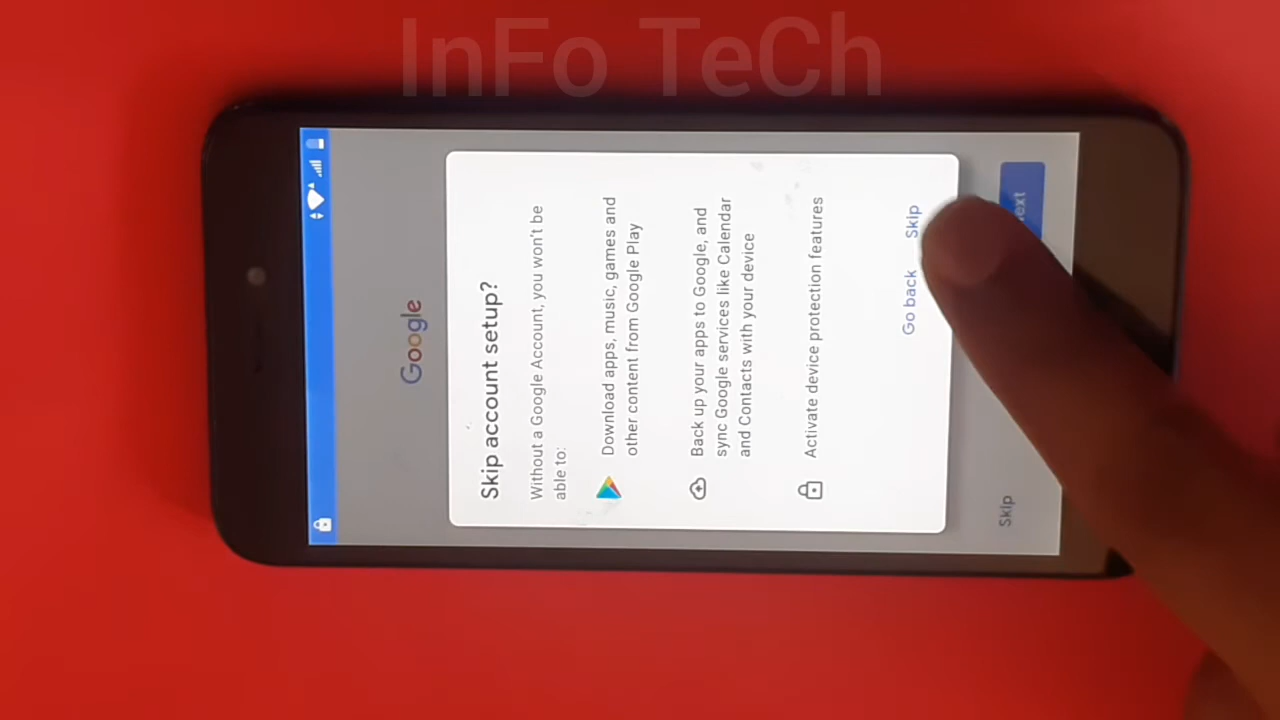 InFo TeCh
Google
Skip account setup?
Without a Google Account, you won't be
able to:
Download apps, music, games and
other content from Google Play
Back up your apps to Google, and
sync Google services like Calendar
and Contacts with your device
Activate device protection features
Go back Skip
Skip